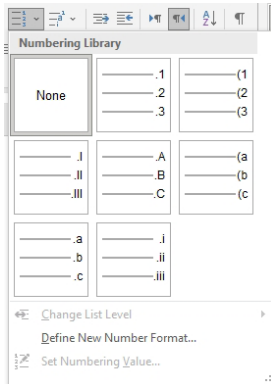 Numbering Library
None
.1
.2
.3
(1
(2
(3
.I
.II
.III
.A
.B
.C
(a
(b
(c
.a
.b
.c
.i
.ii
.iii
Change List Level
Define New Number Format...
Set Numbering Value...